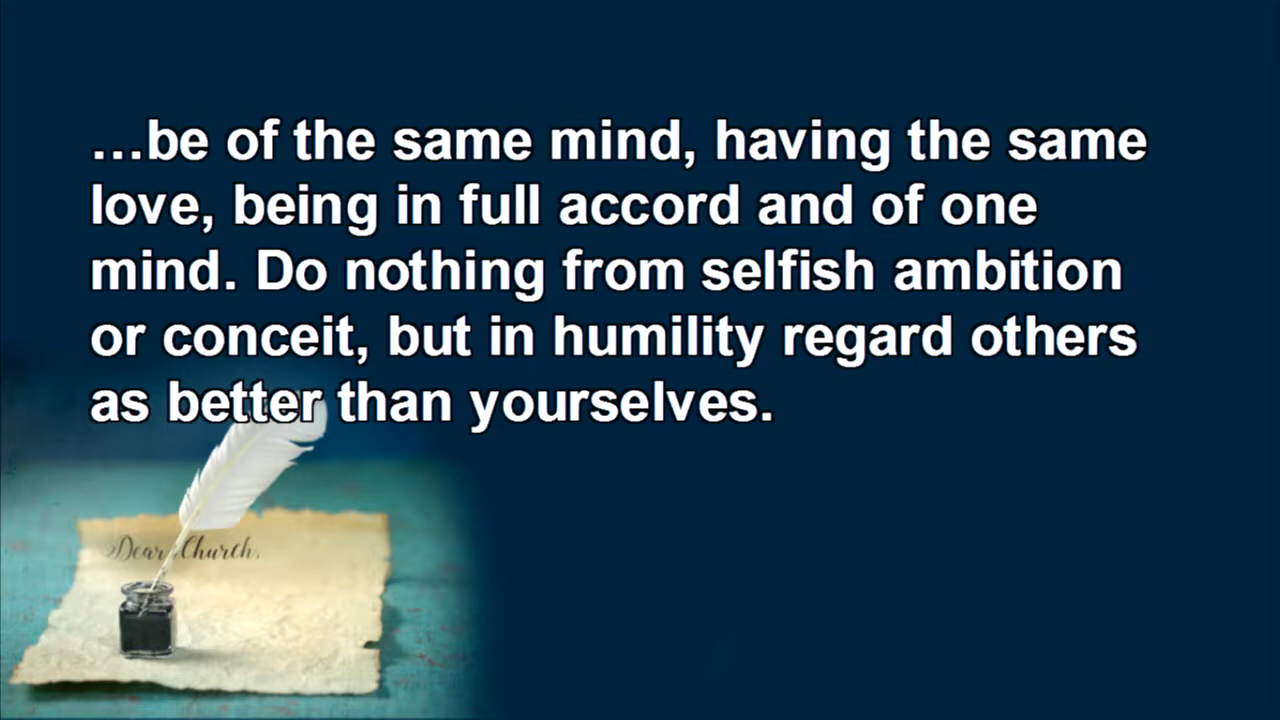 …be of the same mind, having the same
love, being in full accord and of one
mind. Do nothing from selfish ambition
or conceit, but in humility regard others
as better than yourselves.
Dear Church,